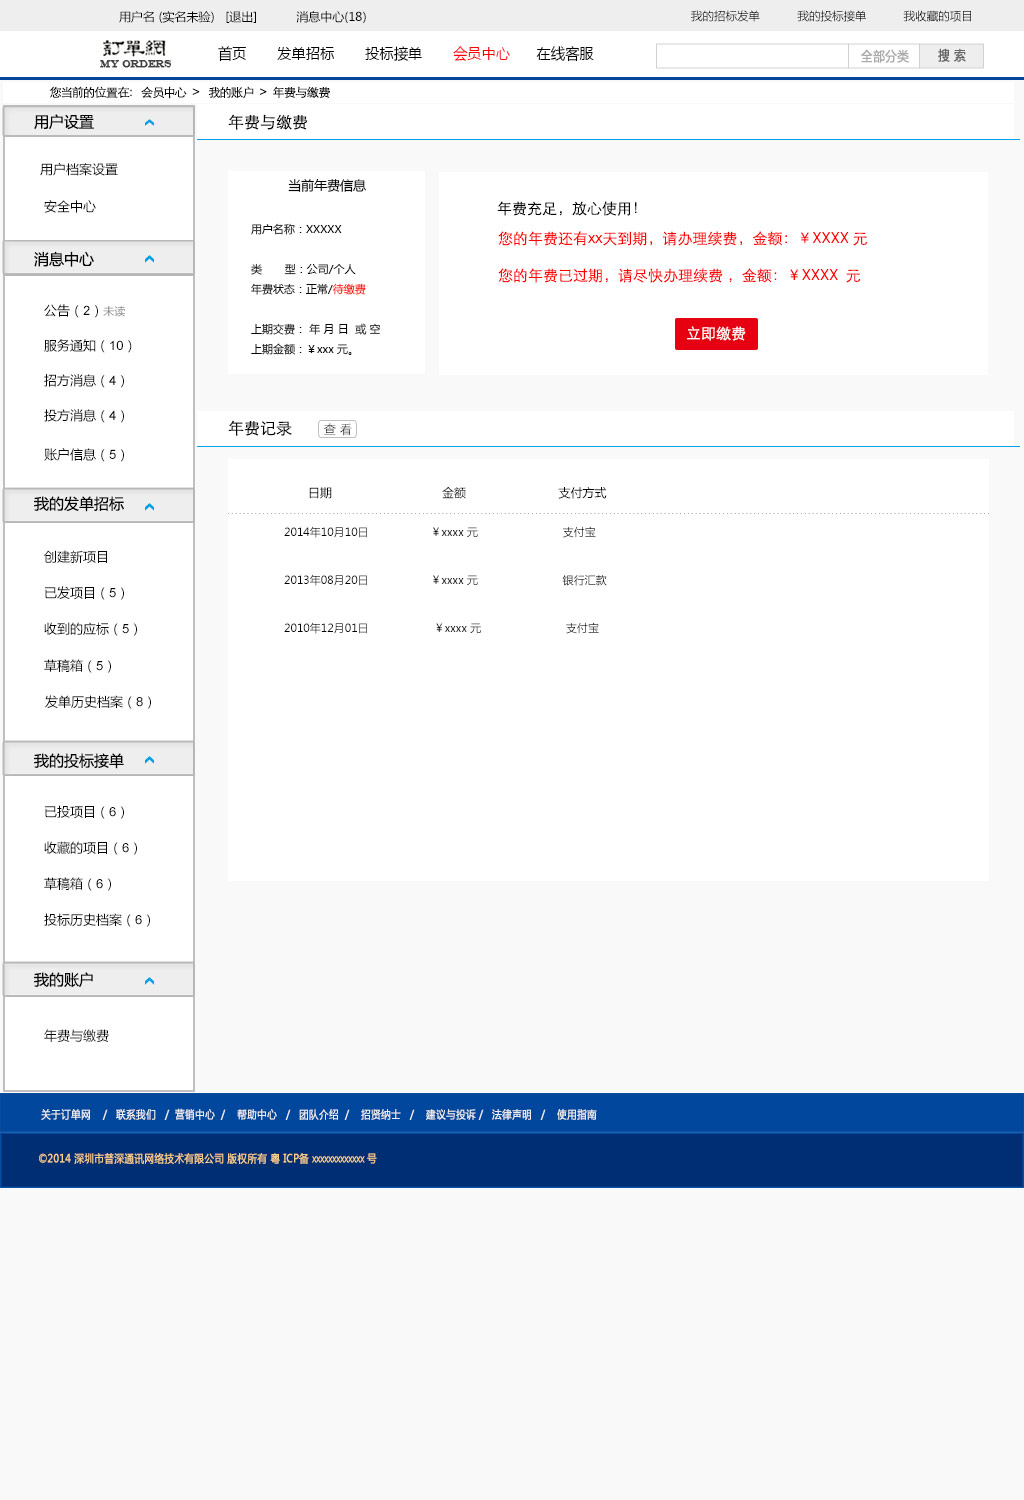 用户名 (实名未验) [退出] 消息中心(18) 我的招标发单 我的投标接单 我收藏的项目
訂單網
MY ORDERS
首页 发单招标 投标接单 会员中心 在线客服 全部分类 搜 索
您当前的位置在: 会员中心 > 我的账户 > 年费与缴费
用户设置
用户档案设置
安全中心
消息中心
公告 ( 2 ) 未读
服务通知 ( 10 )
招方消息 ( 4 )
投方消息 ( 4 )
账户信息 ( 5 )
我的发单招标
创建新项目
已发项目 ( 5 )
收到的应标 ( 5 )
草稿箱 ( 5 )
发单历史档案 ( 8 )
我的投标接单
已投项目 ( 6 )
收藏的项目 ( 6 )
草稿箱 ( 6 )
投标历史档案 ( 6 )
我的账户
年费与缴费
年费与缴费
当前年费信息
用户名称 : XXXXX
类 型 : 公司/个人
年费状态 : 正常/待缴费
上期交费 : 年 月 日 或 空
上期金额 : ¥ xxx 元。
年费充足，放心使用！
您的年费还有xx天到期，请办理续费，金额：¥ XXXX 元
您的年费已过期，请尽快办理续费 ，金额：¥ XXXX 元
立即缴费
年费记录 查 看
日期 金额 支付方式
2014年10月10日 ¥ xxxx 元 支付宝
2013年08月20日 ¥ xxxx 元 银行汇款
2010年12月01日 ¥ xxxx 元 支付宝
关于订单网 / 联系我们 / 营销中心 / 帮助中心 / 团队介绍 / 招贤纳士 / 建议与投诉 / 法律声明 / 使用指南
©2014 深圳市普深通讯网络技术有限公司 版权所有 粤 ICP备 xxxxxxxxxxxx 号